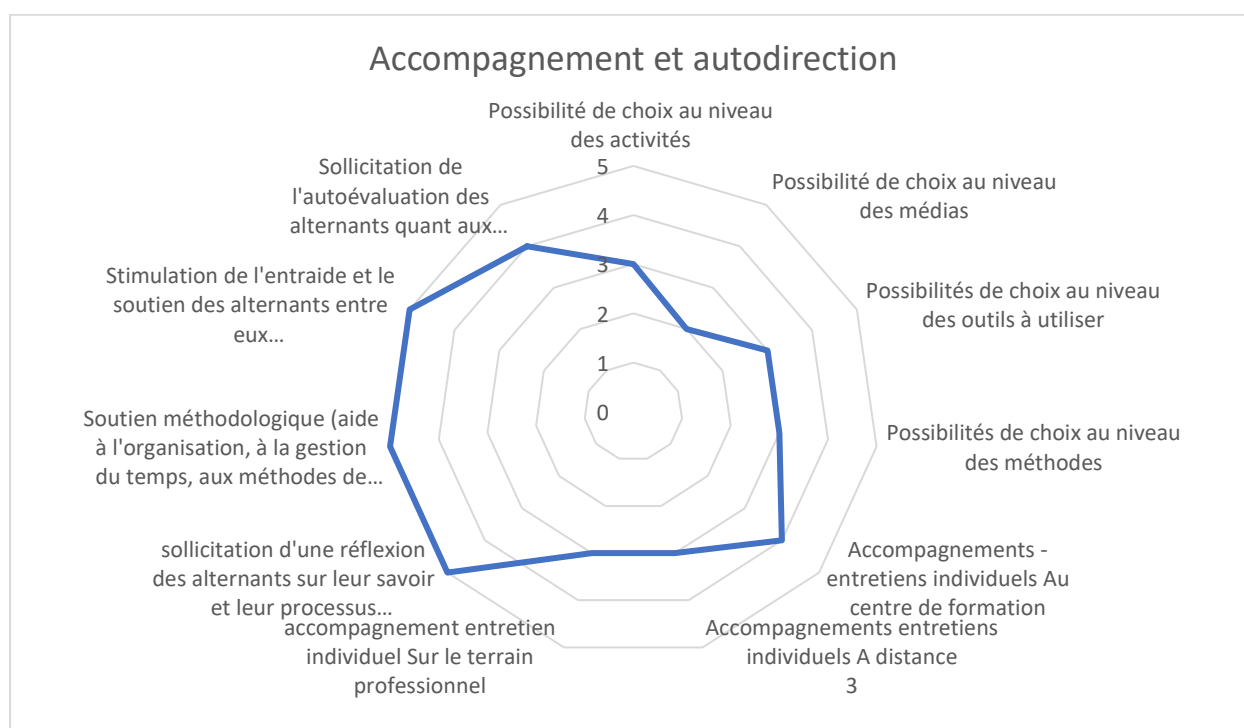 Accompagnement et autodirection
Possibilité de choix au niveau
des activités
Possibilité de choix au niveau
des médias
Possibilités de choix au niveau
des outils à utiliser
Possibilités de choix au niveau
des méthodes
Accompagnements -
entretiens individuels Au
centre de formation
Accompagnements entretiens
individuels A distance
3
accompagnement entretien
individuel Sur le terrain
professionnel
sollicitation d'une réflexion
des alternants sur leur savoir
et leur processus...
Soutien méthodologique (aide
à l'organisation, à la gestion
du temps, aux méthodes de...
Stimulation de l'entraide et le
soutien des alternants entre
eux...
Sollicitation de
l'autoévaluation des
alternants quant aux...
5
4
3
2
1
0